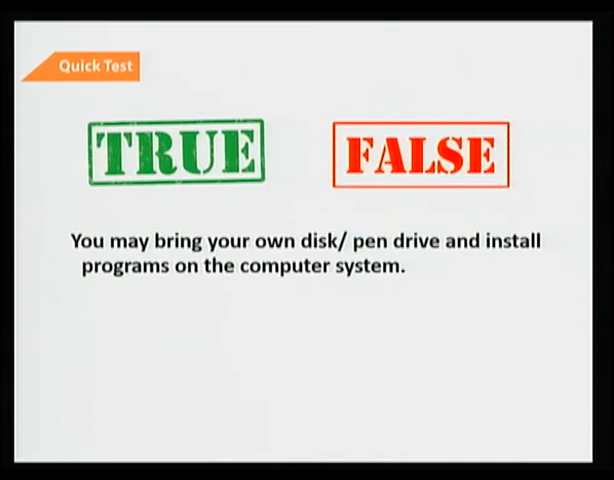 Quick Test
TRUE FALSE
You may bring your own disk/ pen drive and install
programs on the computer system.